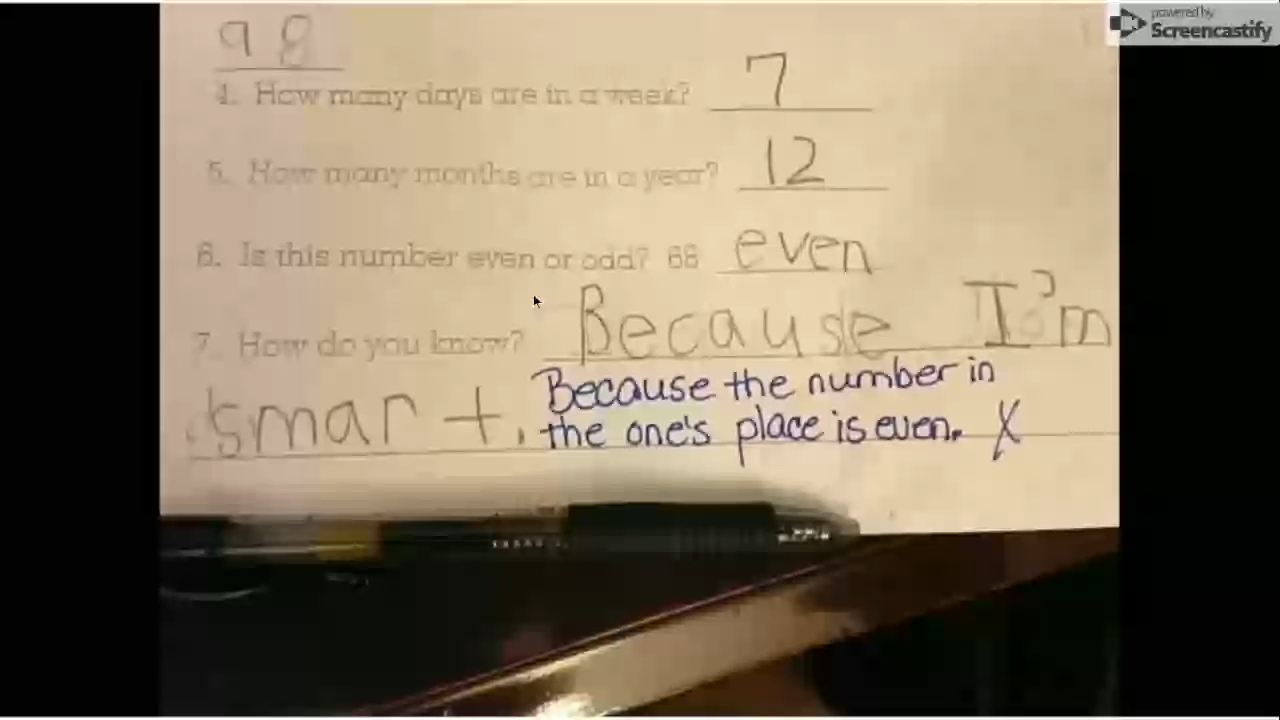 powered by
Screencastify
98
4. How many days are in a week? 7
5. How many months are in a year? 12
6. Is this number even or odd? 68 even
7. How do you know? Because I'm
smart.
Because the number in
the one's place is even. X